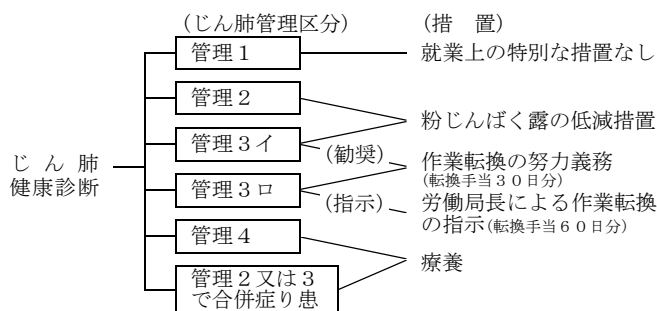 (じん肺管理区分)
(措 置)
管理1
就業上の特別な措置なし
管理2
粉じんばく露の低減措置
じ ん 肺
健康診断
管理3イ
(勧奨)
作業転換の努力義務
(転換手当30日分)
管理3ロ
(指示)
労働局長による作業転換
の指示(転換手当60日分)
管理4
療養
管理2又は3
で合併症り患